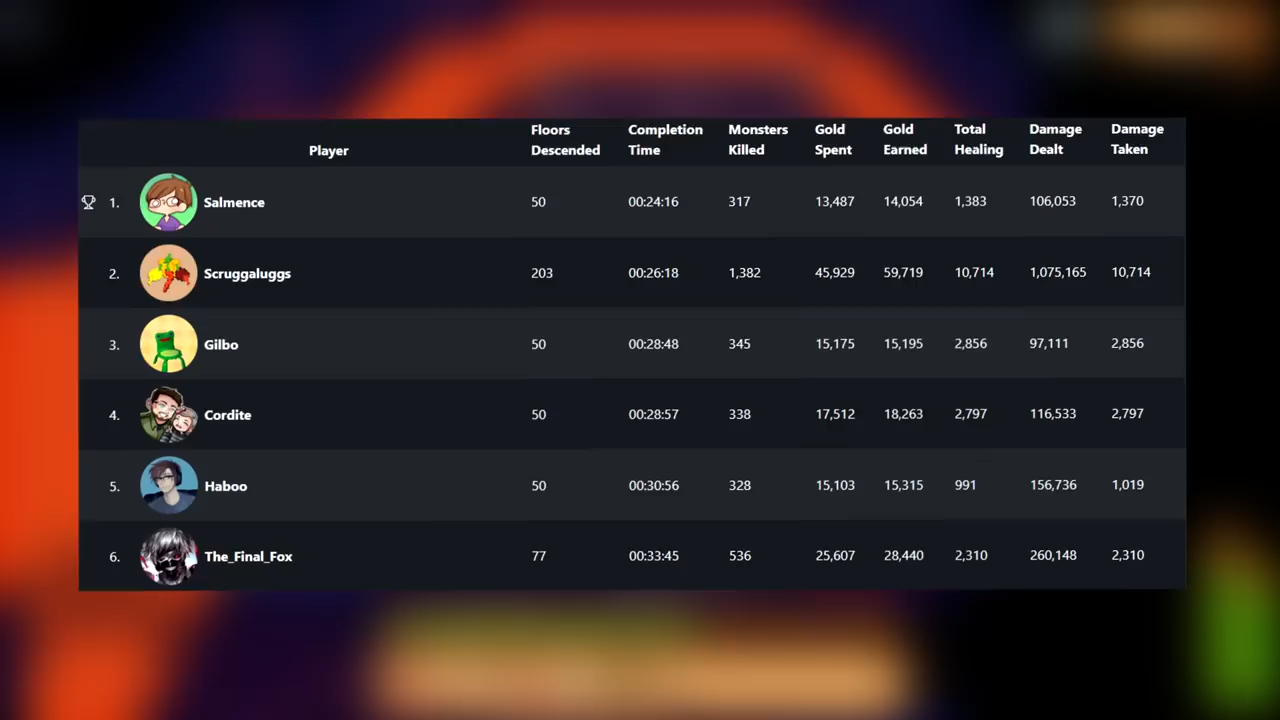 Player Floors Descended Completion Time Monsters Killed Gold Spent Gold Earned Total Healing Damage Dealt Damage Taken
1. Salmence 50 00:24:16 317 13,487 14,054 1,383 106,053 1,370
2. Scruggaluggs 203 00:26:18 1,382 45,929 59,719 10,714 1,075,165 10,714
3. Gilbo 50 00:28:48 345 15,175 15,195 2,856 97,111 2,856
4. Cordite 50 00:28:57 338 17,512 18,263 2,797 116,533 2,797
5. Haboo 50 00:30:56 328 15,103 15,315 991 156,736 1,019
6. The_Final_Fox 77 00:33:45 536 25,607 28,440 2,310 260,148 2,310